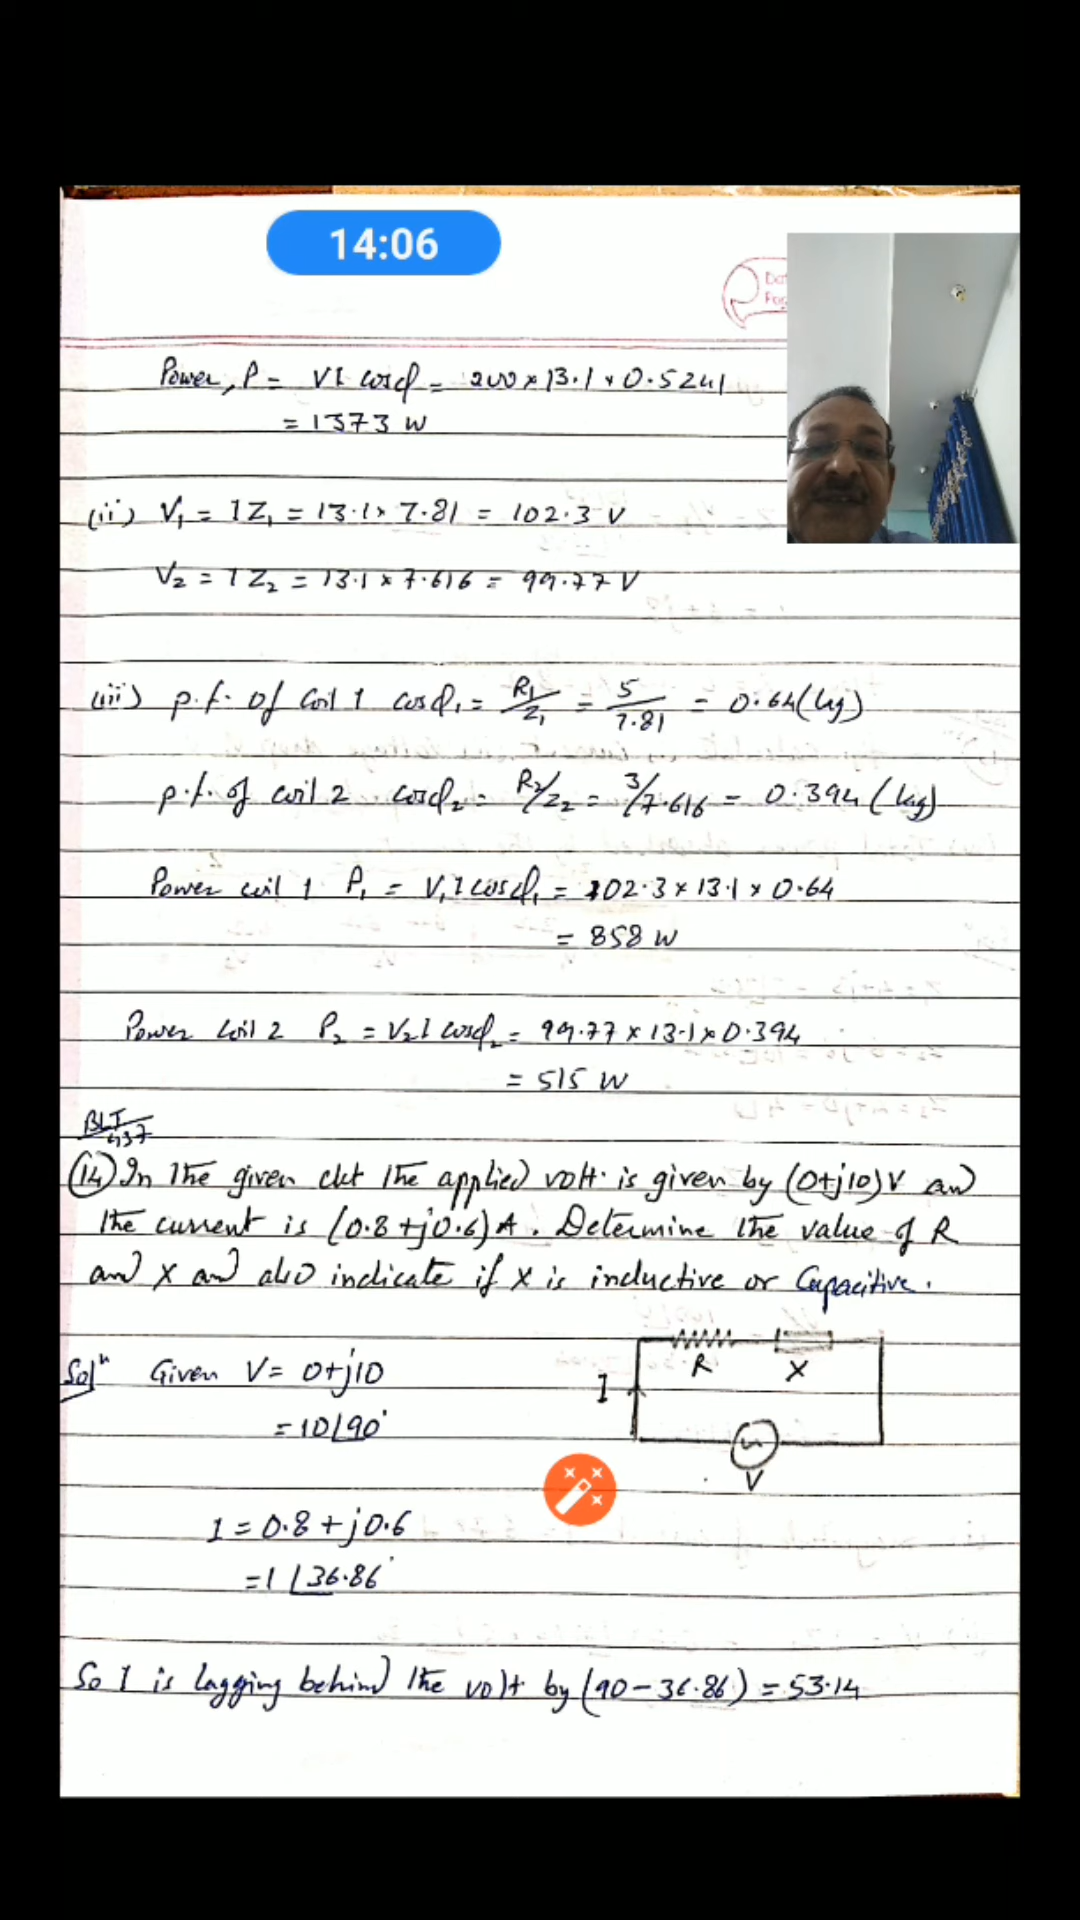 14:06
Power, P = VI cosφ = 200 × 13.1 × 0.5241
= 1373 W
(ii) V₁ = IZ₁ = 13.1 × 7.81 = 102.3 V
V₂ = IZ₂ = 13.1 × 7.616 = 99.77 V
(iii) p.f. of Coil 1 cosφ₁ = R₁/Z₁ = 5/7.81 = 0.64 (lag)
p.f. of coil 2 cosφ₂ = R₂/Z₂ = 3/7.616 = 0.394 (lag)
Power coil 1 P₁ = V₁I cosφ₁ = 102.3 × 13.1 × 0.64
= 858 W
Power Coil 2 P₂ = V₂I cosφ₂ = 99.77 × 13.1 × 0.394
= 515 W
BLT/437
(14) In the given ckt the applied volt. is given by (0+j10)V and
the current is (0.8 + j0.6) A. Determine the value of R
and X and also indicate if X is inductive or Capacitive.
R X
Solⁿ Given V = 0+j10
I
= 10∠90°
V
I = 0.8 + j0.6
= 1∠36.86°
So I is lagging behind the volt by (90 - 36.86) = 53.14